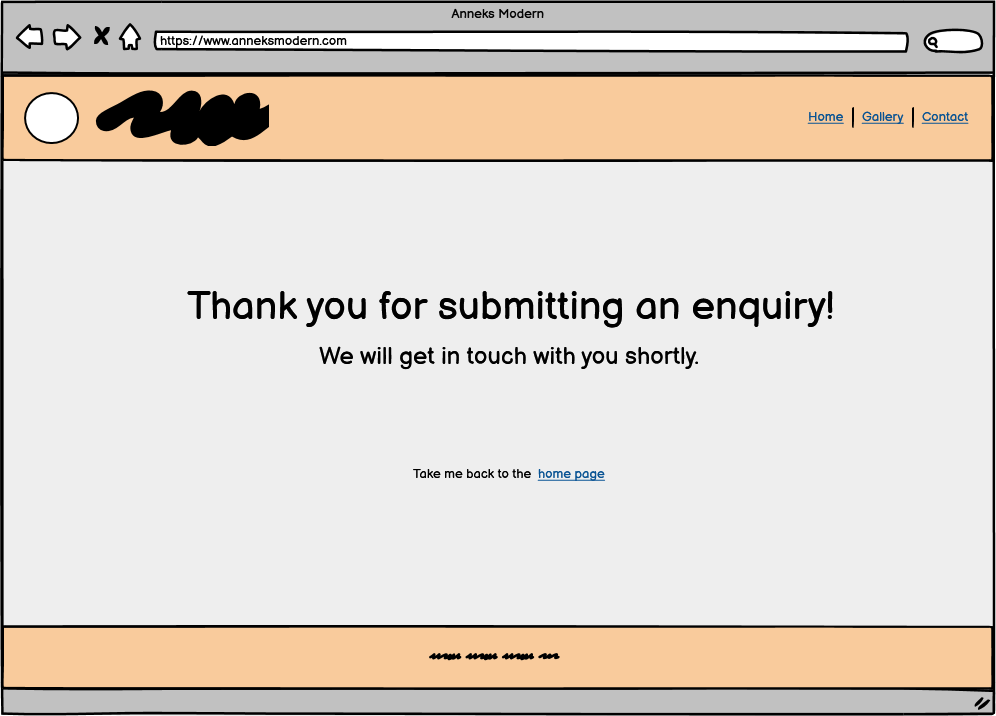 Anneks Modern
https://www.anneksmodern.com
Home Gallery Contact
Thank you for submitting an enquiry!
We will get in touch with you shortly.
Take me back to the home page